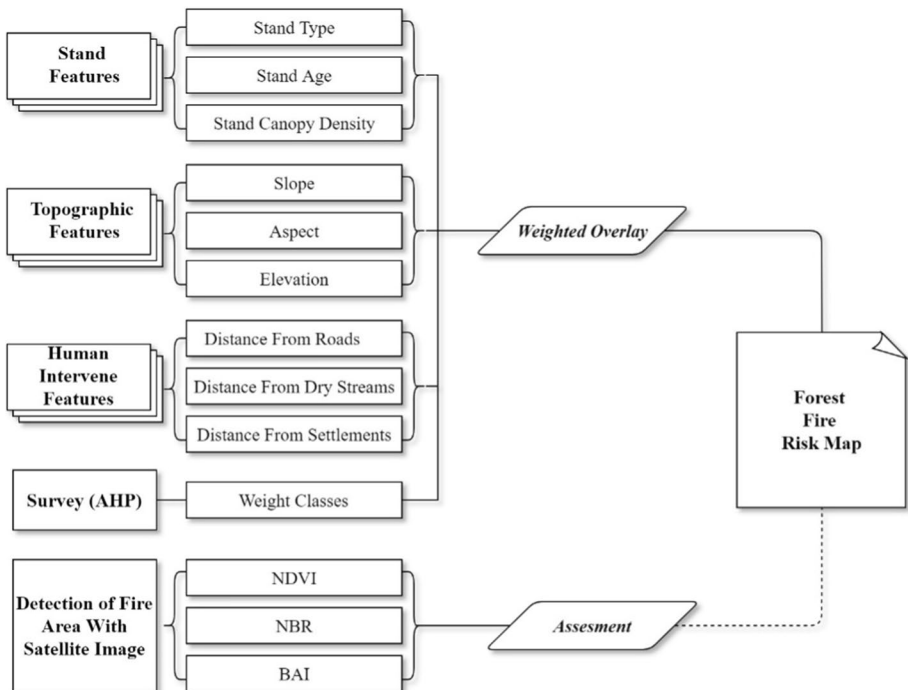 Stand
Features
Stand Type
Stand Age
Stand Canopy Density
Topographic
Features
Slope
Aspect
Elevation
Human
Intervene
Features
Distance From Roads
Distance From Dry Streams
Distance From Settlements
Survey (AHP)
Weight Classes
Detection of Fire
Area With
Satellite Image
NDVI
NBR
BAI
Weighted Overlay
Assesment
Forest
Fire
Risk Map